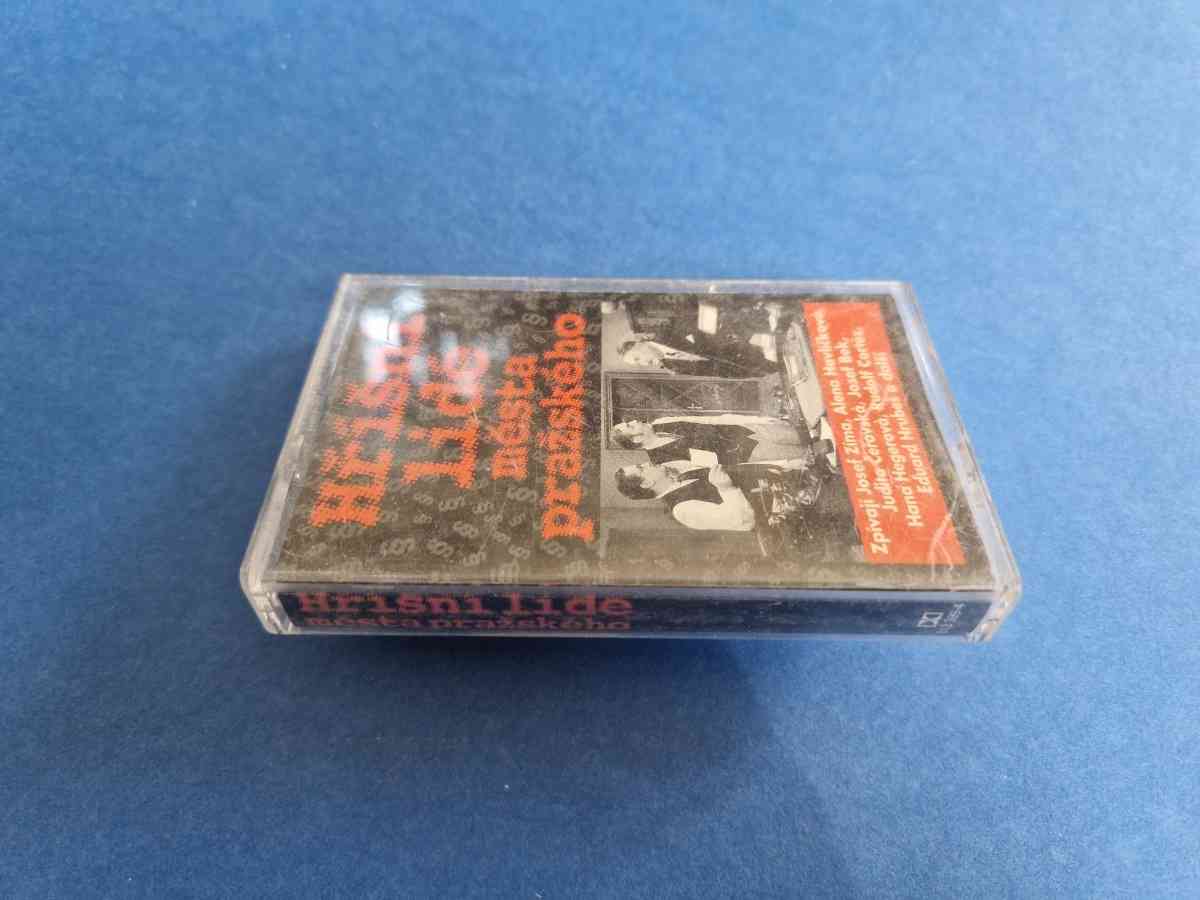 Hříšní
lidé
Města
pražského
Zpívají Josef Zíma, Alena Havlíčková,
Judita Čeřovská, Josef Bek,
Hana Hegerová, Rudolf Cortés,
Eduard Hrubeš a další
Hříšní lidé
města pražského